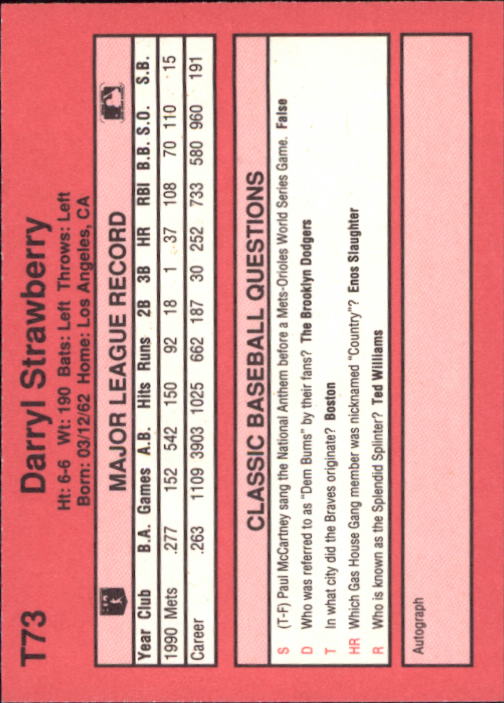 T73 Darryl Strawberry
Ht: 6-6 Wt: 190 Bats: Left Throws: Left
Born: 03/12/62 Home: Los Angeles, CA
MAJOR LEAGUE RECORD
Year Club B.A. Games A.B. Hits Runs 2B 3B HR RBI B.B. S.O. S.B.
1990 Mets .277 152 542 150 92 18 1 37 108 70 110 15
Career .263 1109 3903 1025 662 187 30 252 733 580 960 191
CLASSIC BASEBALL QUESTIONS
S (T-F) Paul McCartney sang the National Anthem before a Mets-Orioles World Series Game. False
D Who was referred to as "Dem Bums" by their fans? The Brooklyn Dodgers
T In what city did the Braves originate? Boston
HR Which Gas House Gang member was nicknamed "Country"? Enos Slaughter
R Who is known as the Splendid Splinter? Ted Williams
Autograph